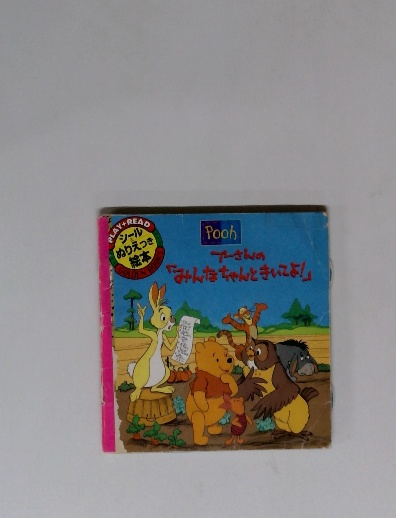 PLAY+READ
シール
ぬりえつき
絵本
Pooh
プーさんの
「みんなちゃんときいてよ!」